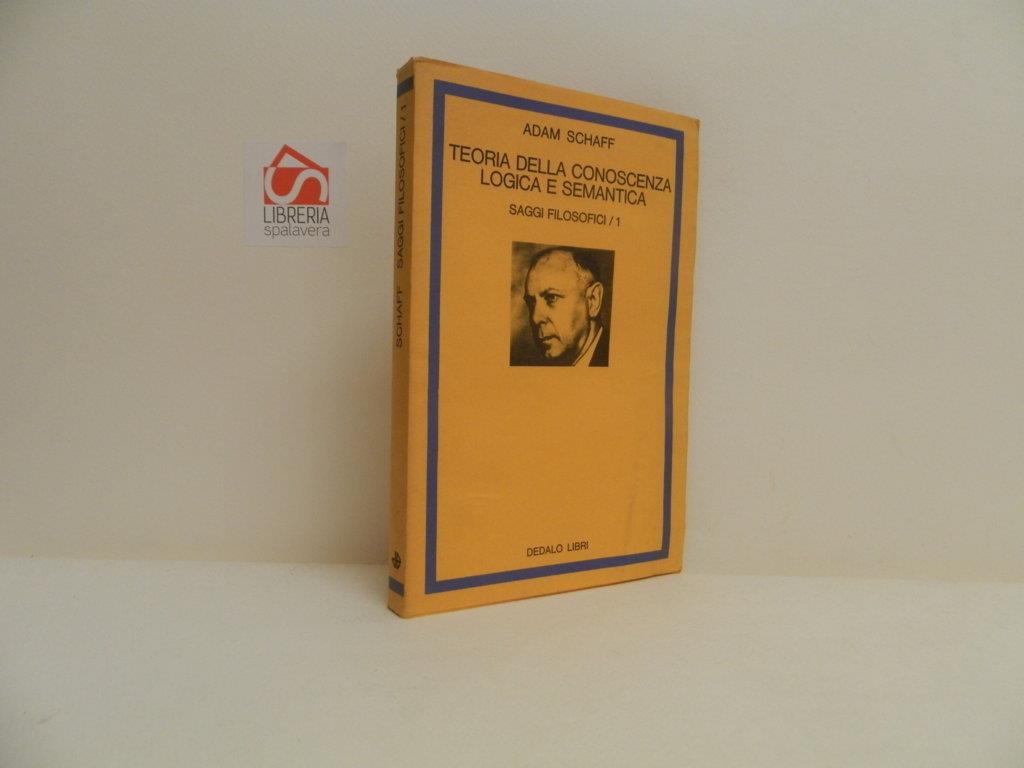 LIBRERIA
spalavera
SCHAFF SAGGI FILOSOFICI / 1
ADAM SCHAFF
TEORIA DELLA CONOSCENZA
LOGICA E SEMANTICA
SAGGI FILOSOFICI / 1
DEDALO LIBRI